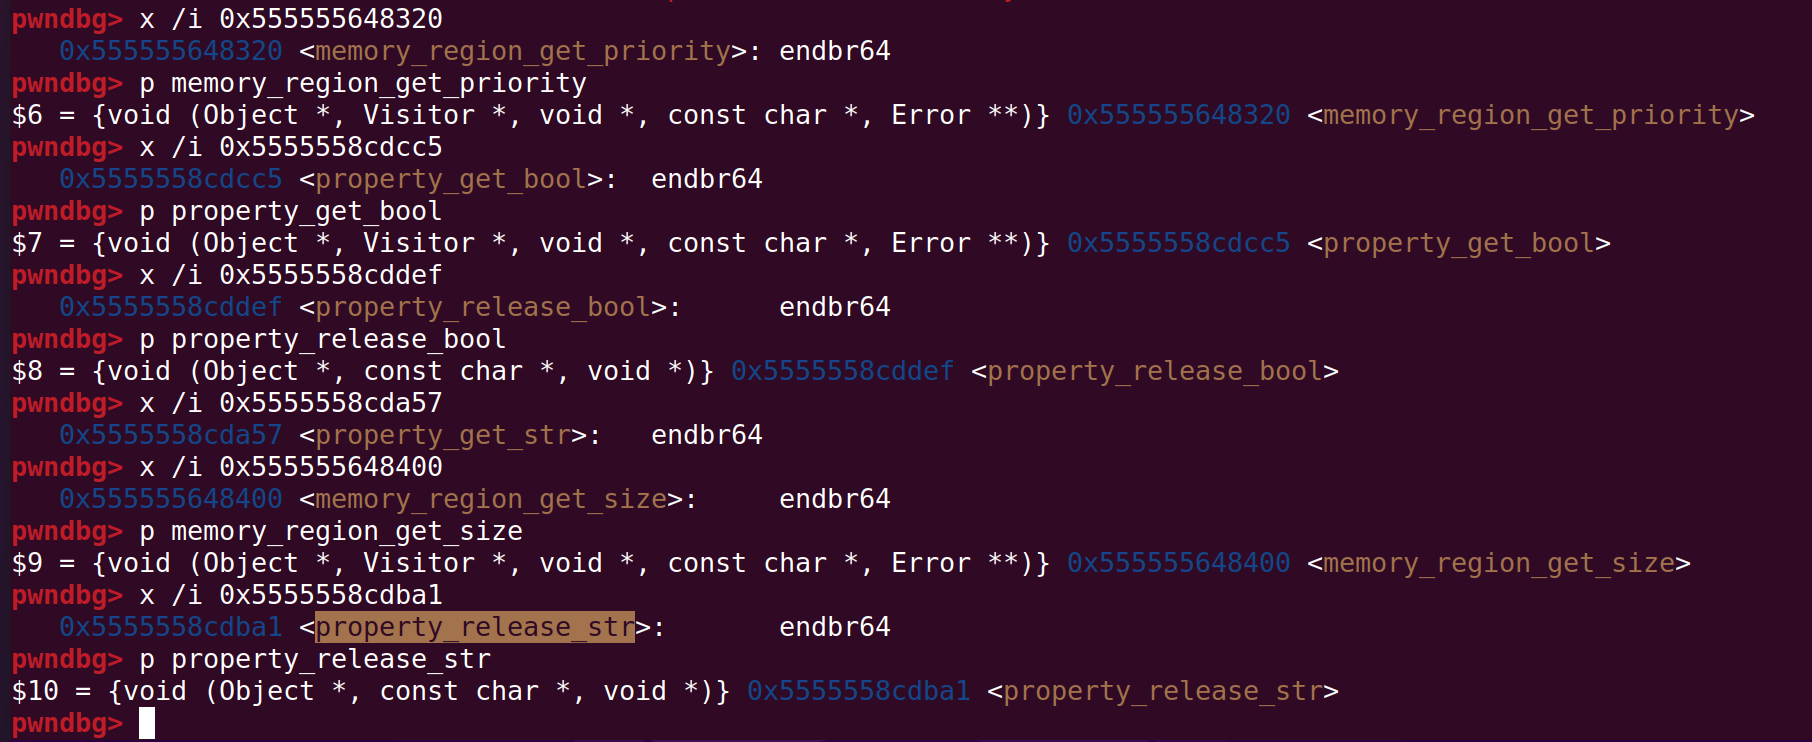 pwndbg> x /i 0x555555648320
   0x555555648320 <memory_region_get_priority>: endbr64
pwndbg> p memory_region_get_priority
$6 = {void (Object *, Visitor *, void *, const char *, Error **)} 0x555555648320 <memory_region_get_priority>
pwndbg> x /i 0x5555558cdcc5
   0x5555558cdcc5 <property_get_bool>:  endbr64
pwndbg> p property_get_bool
$7 = {void (Object *, Visitor *, void *, const char *, Error **)} 0x5555558cdcc5 <property_get_bool>
pwndbg> x /i 0x5555558cddef
   0x5555558cddef <property_release_bool>:      endbr64
pwndbg> p property_release_bool
$8 = {void (Object *, const char *, void *)} 0x5555558cddef <property_release_bool>
pwndbg> x /i 0x5555558cda57
   0x5555558cda57 <property_get_str>:   endbr64
pwndbg> x /i 0x555555648400
   0x555555648400 <memory_region_get_size>:     endbr64
pwndbg> p memory_region_get_size
$9 = {void (Object *, Visitor *, void *, const char *, Error **)} 0x555555648400 <memory_region_get_size>
pwndbg> x /i 0x5555558cdba1
   0x5555558cdba1 <property_release_str>:       endbr64
pwndbg> p property_release_str
$10 = {void (Object *, const char *, void *)} 0x5555558cdba1 <property_release_str>
pwndbg>